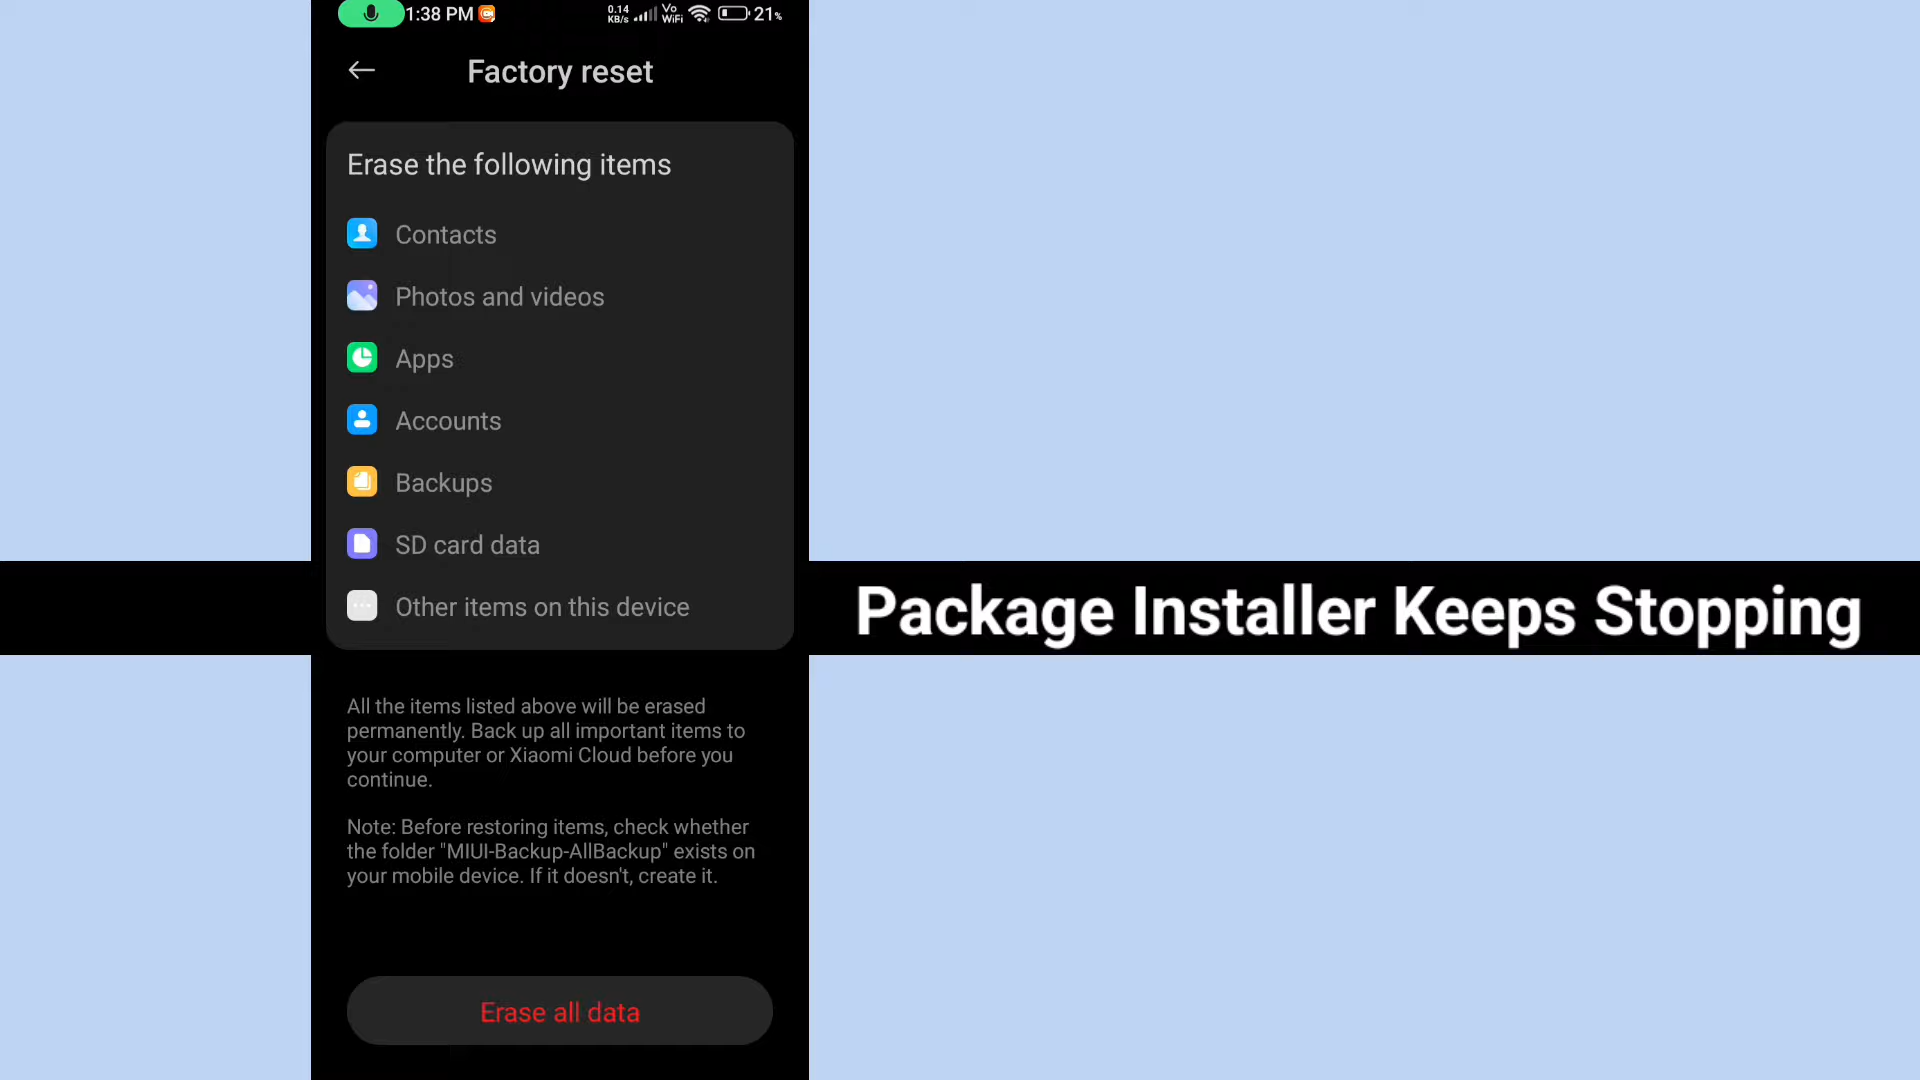 1:38 PM
0.14 KB/s Vo WiFi 21%
Factory reset
Erase the following items
Contacts
Photos and videos
Apps
Accounts
Backups
SD card data
Other items on this device
Package Installer Keeps Stopping
All the items listed above will be erased
permanently. Back up all important items to
your computer or Xiaomi Cloud before you
continue.
Note: Before restoring items, check whether
the folder "MIUI-Backup-AllBackup" exists on
your mobile device. If it doesn't, create it.
Erase all data